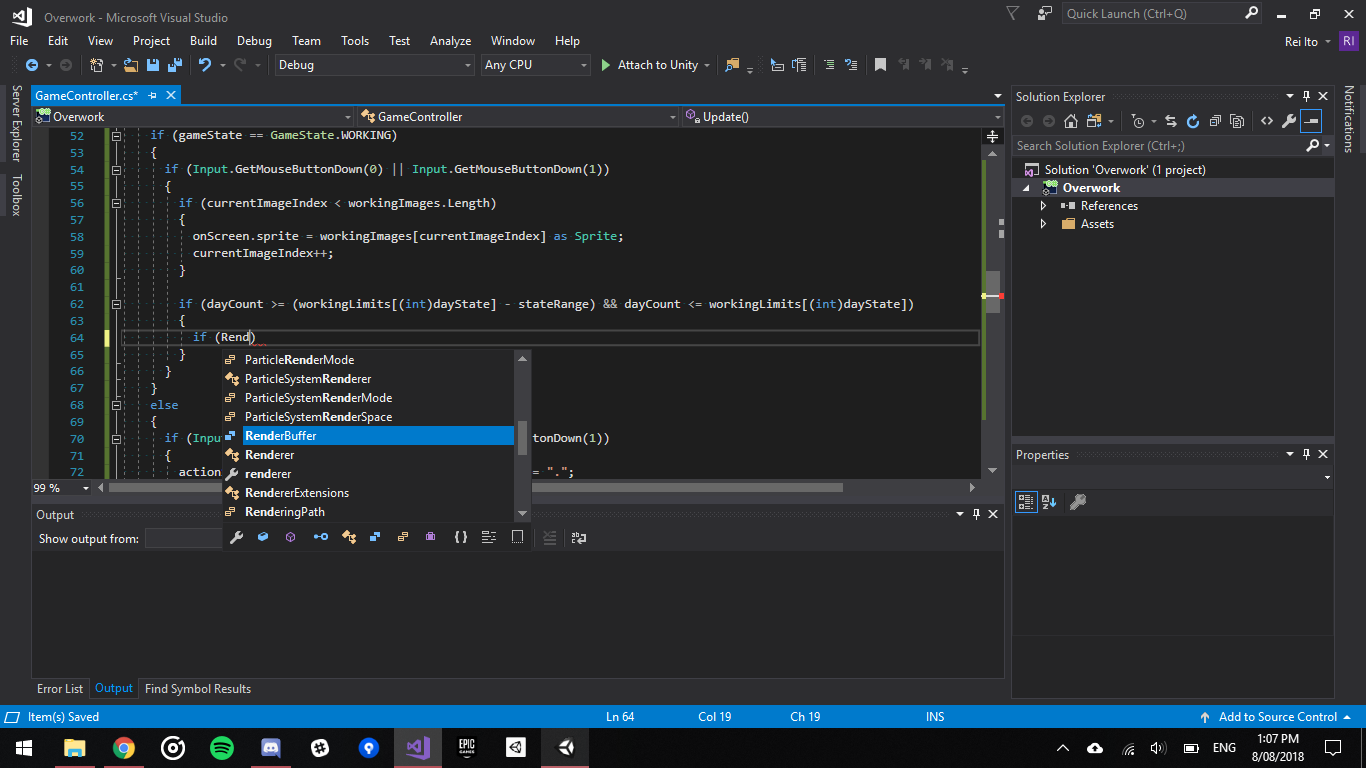 Overwork - Microsoft Visual Studio
Quick Launch (Ctrl+Q)
File Edit View Project Build Debug Team Tools Test Analyze Window Help
Rei Ito RI
Debug Any CPU Attach to Unity
Server Explorer
Toolbox
GameController.cs*
Overwork GameController Update()
52 if (gameState == GameState.WORKING)
53 {
54 if (Input.GetMouseButtonDown(0) || Input.GetMouseButtonDown(1))
55 {
56 if (currentImageIndex < workingImages.Length)
57 {
58 onScreen.sprite = workingImages[currentImageIndex] as Sprite;
59 currentImageIndex++;
60 }
61
62 if (dayCount >= (workingLimits[(int)dayState] - stateRange) && dayCount <= workingLimits[(int)dayState])
63 {
64 if (Rend)
65 }
66 }
67 }
68 else
69 {
70 if (Inpu tonDown(1))
71 {
72 action = ".";
ParticleRenderMode
ParticleSystemRenderer
ParticleSystemRenderMode
ParticleSystemRenderSpace
RenderBuffer
Renderer
renderer
RendererExtensions
RenderingPath
99 %
Output
Show output from:
Error List Output Find Symbol Results
Solution Explorer
Search Solution Explorer (Ctrl+;)
Solution 'Overwork' (1 project)
Overwork
References
Assets
Properties
Notifications
Item(s) Saved Ln 64 Col 19 Ch 19 INS Add to Source Control
EPIC GAMES
ENG
1:07 PM
8/08/2018